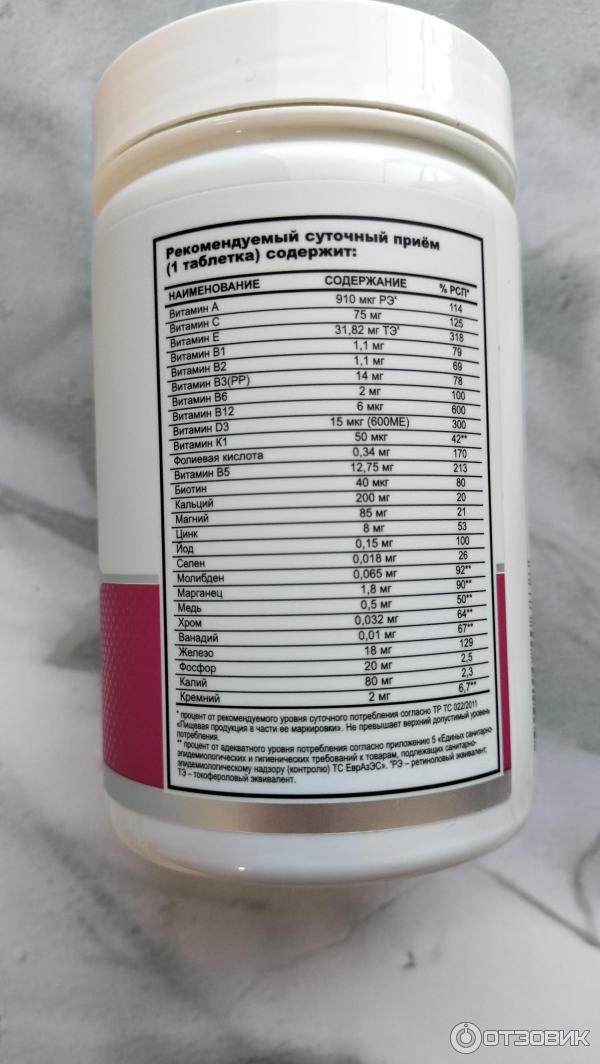 Рекомендуемый суточный приём
(1 таблетка) содержит:
НАИМЕНОВАНИЕ СОДЕРЖАНИЕ % РСП*
Витамин А 910 мкг РЭ* 114
Витамин С 75 мг 125
Витамин Е 31,82 мг ТЭ* 318
Витамин В1 1,1 мг 79
Витамин В2 1,1 мг 69
Витамин В3(РР) 14 мг 78
Витамин В6 2 мг 100
Витамин В12 6 мкг 600
Витамин D3 15 мкг (600МЕ) 300
Витамин К1 50 мкг 42**
Фолиевая кислота 0,34 мг 170
Витамин В5 12,75 мг 213
Биотин 40 мкг 80
Кальций 200 мг 20
Магний 85 мг 21
Цинк 8 мг 53
Йод 0,15 мг 100
Селен 0,018 мг 26
Молибден 0,065 мг 92**
Марганец 1,8 мг 90**
Медь 0,5 мг 50**
Хром 0,032 мг 64**
Ванадий 0,01 мг 67**
Железо 18 мг 129
Фосфор 20 мг 2,5
Калий 80 мг 2,3
Кремний 2 мг 6,7**
* процент от рекомендуемого уровня суточного потребления согласно ТР ТС 022/2011
«Пищевая продукция в части ее маркировки». Не превышает верхний допустимый уровень
потребления.
** процент от адекватного уровня потребления согласно приложению 5 «Единых санитарно-
эпидемиологических и гигиенических требований к товарам, подлежащих санитарно-
эпидемиологическому надзору (контролю) ТС ЕврАзЭС». *РЭ – ретиноловый эквивалент,
ТЭ – токофероловый эквивалент.
ОТЗОВИК